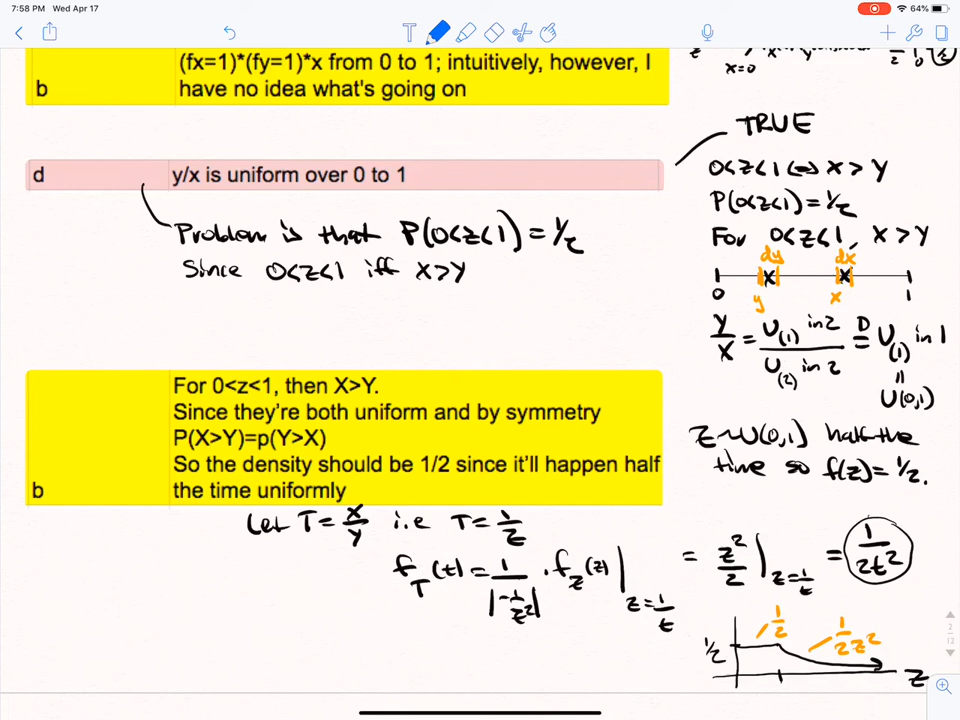 7:58 PM Wed Apr 17
64%
(fx=1)*(fy=1)*x from 0 to 1; intuitively, however, I
b have no idea what's going on
x=0
TRUE
d y/x is uniform over 0 to 1
0<z<1 ⟺ X>Y
P(0<z<1)=1/2
For 0<z<1, X>Y
Problem is that P(0<z<1)=1/2
Since 0<z<1 iff X>Y
dy dx
x x
0 y x 1
Y/X = U(1) in 2 / U(2) in 2 D= U(1) in 1
=
U(0,1)
For 0<z<1, then X>Y.
Since they're both uniform and by symmetry
P(X>Y)=p(Y>X)
So the density should be 1/2 since it'll happen half
b the time uniformly
Z~U(0,1) half the
time so f(z)=1/2.
Let T=X/Y i.e T=1/Z
f_T(t)=1/|-1/z²| · f_Z(z)|_{z=1/t} = z²/2|_{z=1/t} = 1/2t²
1/2 1/2 1/2z²
Z
2
12